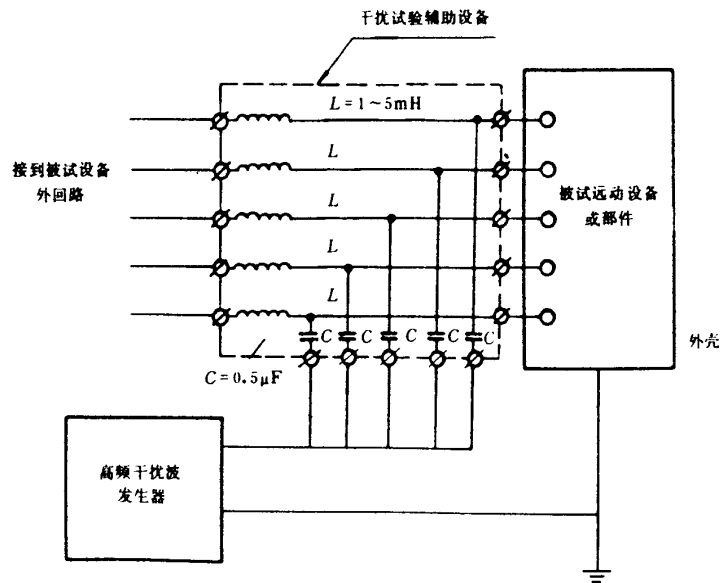 干扰试验辅助设备
L=1~5mH
L
L
L
L
接到被试设备
外回路
被试远动设备
或部件
C
C
C
C
C
C=0.5μF
外壳
高频干扰波
发生器